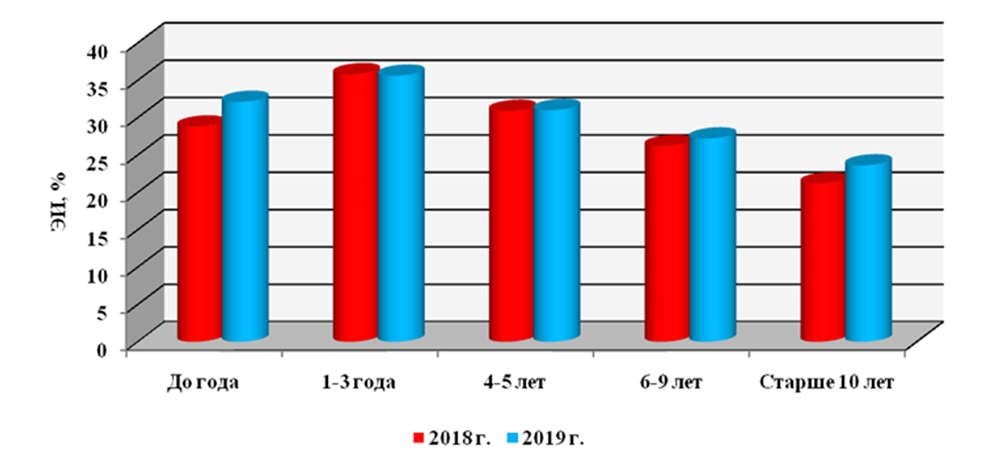 40
35
30
25
20
15
10
5
0
ЭИ, %
До года
1-3 года
4-5 лет
6-9 лет
Старше 10 лет
2018 г.
2019 г.